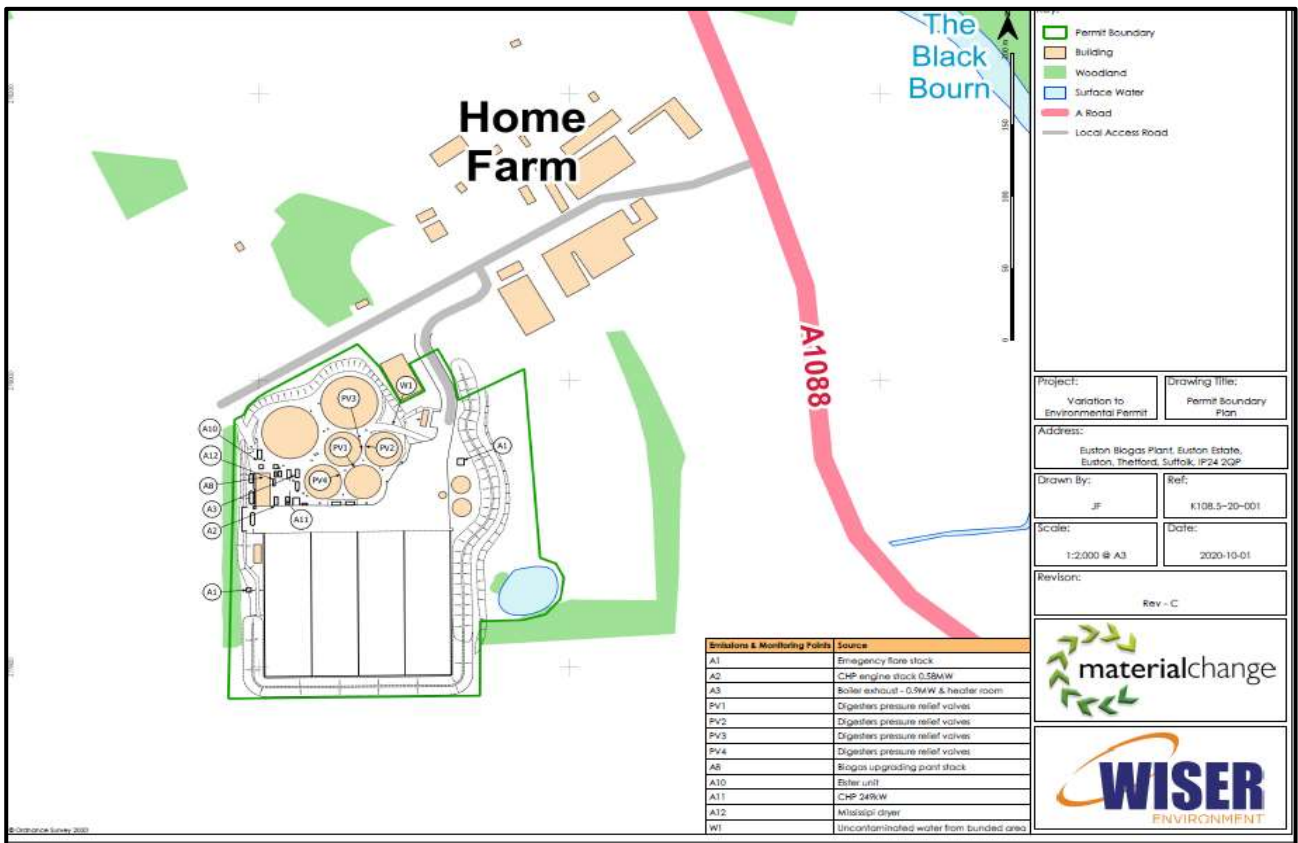 The
Black
Bourn
Home
Farm
A1088
200 m
150
100
50
0
W1
PV3
PV1
PV2
PV4
A10
A12
A8
A3
A2
A11
A1
A1
Permit Boundary
Building
Woodland
Surface Water
A Road
Local Access Road
Project:
Variation to
Environmental Permit
Drawing Title:
Permit Boundary
Plan
Address:
Euston Biogas Plant, Euston Estate,
Euston, Thetford, Suffolk, IP24 2QP
Drawn By:
JF
Ref:
K108.5~20~001
Scale:
1:2,000 @ A3
Date:
2020-10-01
Revison:
Rev - C
materialchange
WISER
ENVIRONMENT
Emissions & Monitoring Points Source
A1 Emegency flare stack
A2 CHP engine stack 0.58MW
A3 Boiler exhaust - 0.9MW & heater room
PV1 Digesters pressure relief valves
PV2 Digesters pressure relief valves
PV3 Digesters pressure relief valves
PV4 Digesters pressure relief valves
A8 Biogas upgrading pant stack
A10 Elster unit
A11 CHP 249kW
A12 Missisipi dryer
W1 Uncontaminated water from bunded area
© Ordnance Survey 2020